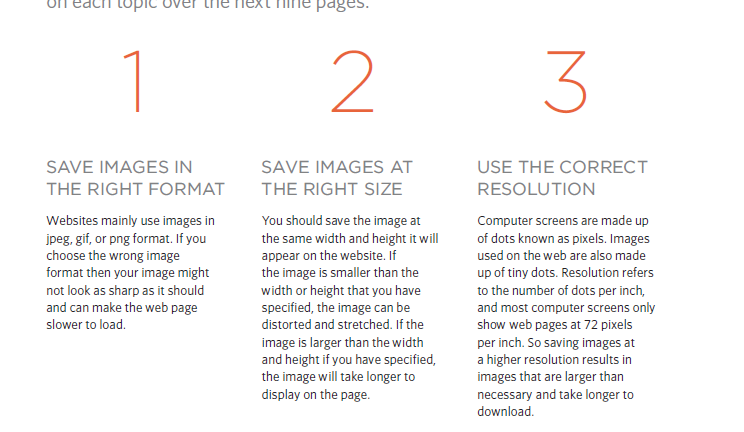 on each topic over the next nine pages.
1
SAVE IMAGES IN
THE RIGHT FORMAT
Websites mainly use images in
jpeg, gif, or png format. If you
choose the wrong image
format then your image might
not look as sharp as it should
and can make the web page
slower to load.
2
SAVE IMAGES AT
THE RIGHT SIZE
You should save the image at
the same width and height it will
appear on the website. If
the image is smaller than the
width or height that you have
specified, the image can be
distorted and stretched. If the
image is larger than the width
and height if you have specified,
the image will take longer to
display on the page.
3
USE THE CORRECT
RESOLUTION
Computer screens are made up
of dots known as pixels. Images
used on the web are also made
up of tiny dots. Resolution refers
to the number of dots per inch,
and most computer screens only
show web pages at 72 pixels
per inch. So saving images at
a higher resolution results in
images that are larger than
necessary and take longer to
download.